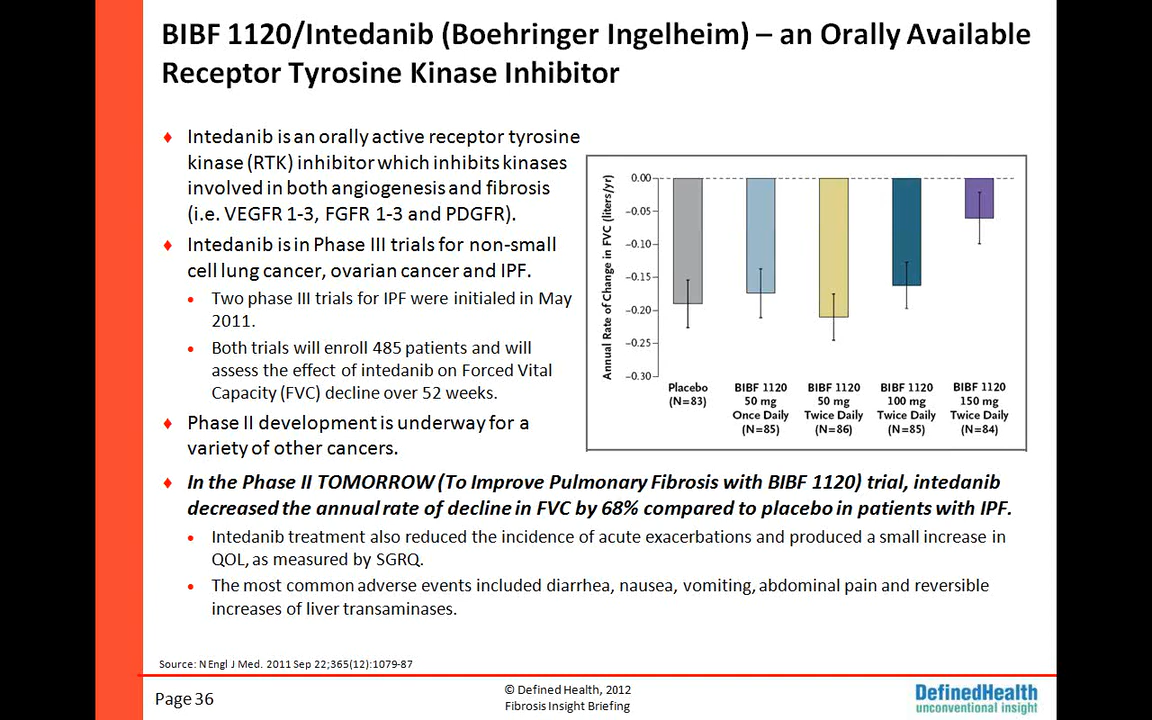 BIBF 1120/Intedanib (Boehringer Ingelheim) – an Orally Available
Receptor Tyrosine Kinase Inhibitor
Intedanib is an orally active receptor tyrosine
kinase (RTK) inhibitor which inhibits kinases
involved in both angiogenesis and fibrosis
(i.e. VEGFR 1-3, FGFR 1-3 and PDGFR).
Intedanib is in Phase III trials for non-small
cell lung cancer, ovarian cancer and IPF.
Two phase III trials for IPF were initialed in May
2011.
Both trials will enroll 485 patients and will
assess the effect of intedanib on Forced Vital
Capacity (FVC) decline over 52 weeks.
Phase II development is underway for a
variety of other cancers.
Annual Rate of Change in FVC (liters/yr)
0.00
−0.05
−0.10
−0.15
−0.20
−0.25
−0.30
Placebo
(N=83)
BIBF 1120
50 mg
Once Daily
(N=85)
BIBF 1120
50 mg
Twice Daily
(N=86)
BIBF 1120
100 mg
Twice Daily
(N=85)
BIBF 1120
150 mg
Twice Daily
(N=84)
In the Phase II TOMORROW (To Improve Pulmonary Fibrosis with BIBF 1120) trial, intedanib
decreased the annual rate of decline in FVC by 68% compared to placebo in patients with IPF.
Intedanib treatment also reduced the incidence of acute exacerbations and produced a small increase in
QOL, as measured by SGRQ.
The most common adverse events included diarrhea, nausea, vomiting, abdominal pain and reversible
increases of liver transaminases.
Source: N Engl J Med. 2011 Sep 22;365(12):1079-87
Page 36
© Defined Health, 2012
Fibrosis Insight Briefing
DefinedHealth
unconventional insight